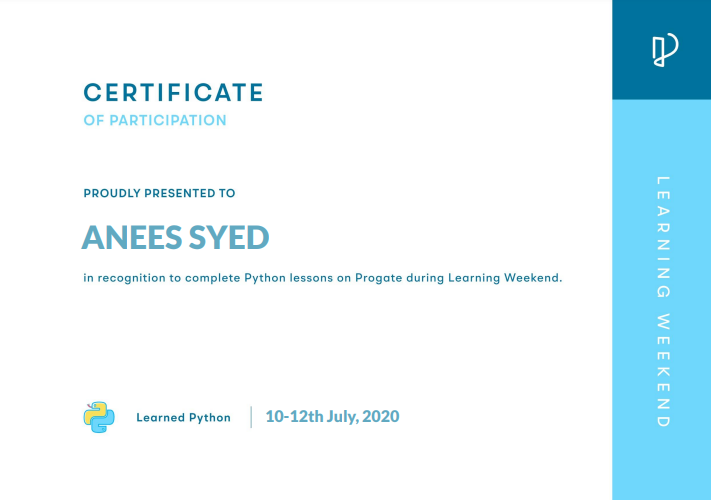 CERTIFICATE
OF PARTICIPATION
PROUDLY PRESENTED TO
ANEES SYED
in recognition to complete Python lessons on Progate during Learning Weekend.
Learned Python
10-12th July, 2020
LEARNING WEEKEND